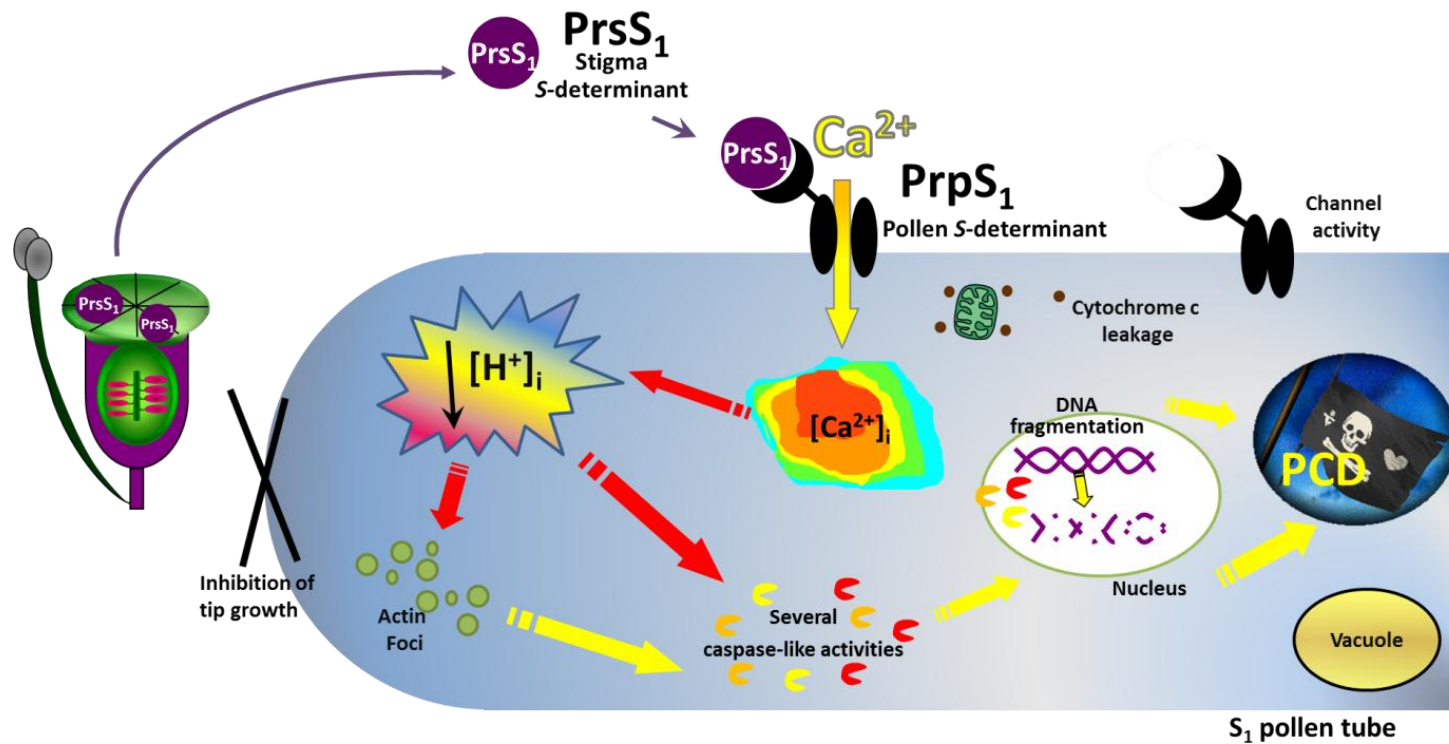 PrsS₁
PrsS₁
Stigma
S-determinant
PrsS₁
Ca²⁺
PrpS₁
Pollen S-determinant
Channel
activity
PrsS₁
PrsS₁
Cytochrome c
leakage
[H⁺]ᵢ
[Ca²⁺]ᵢ
DNA
fragmentation
PCD
Inhibition of
tip growth
Actin
Foci
Several
caspase-like activities
Nucleus
Vacuole
S₁ pollen tube